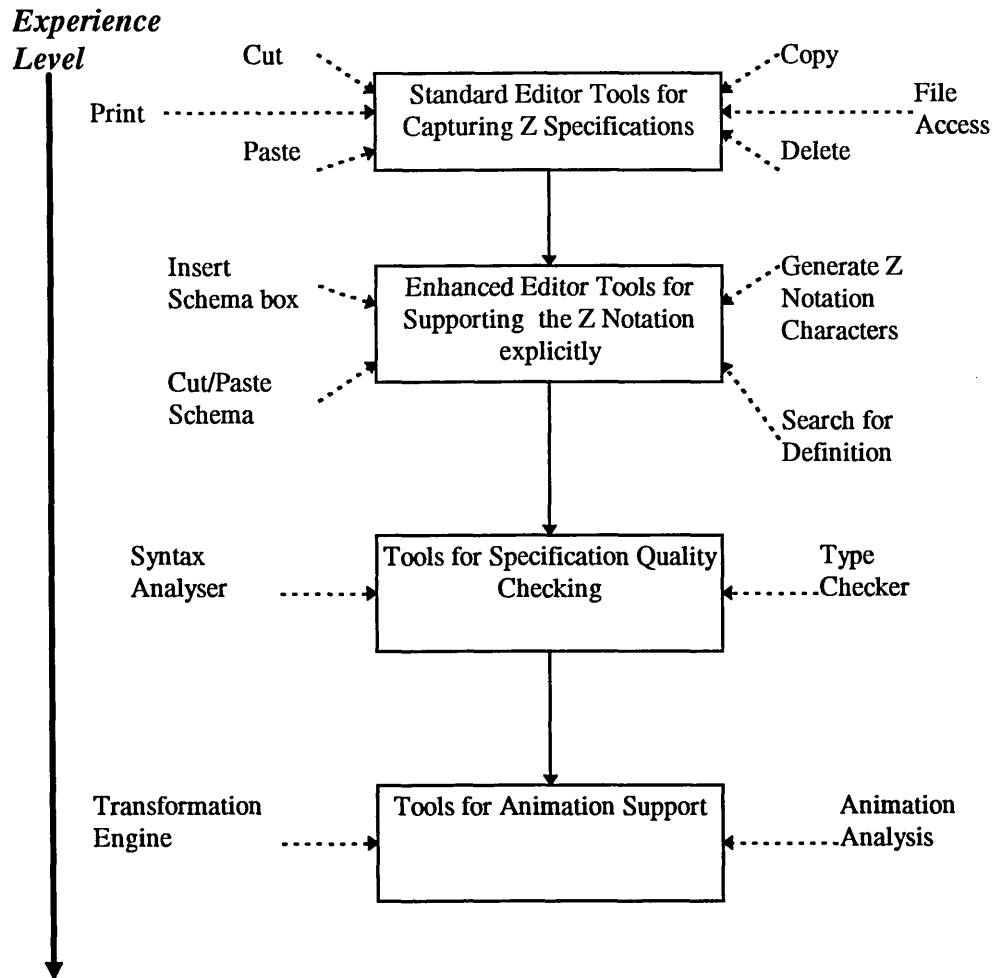 Experience
Level
Cut
Copy
Print
Standard Editor Tools for
Capturing Z Specifications
File
Access
Paste
Delete
Insert
Schema box
Enhanced Editor Tools for
Supporting the Z Notation
explicitly
Generate Z
Notation
Characters
Cut/Paste
Schema
Search for
Definition
Syntax
Analyser
Tools for Specification Quality
Checking
Type
Checker
Transformation
Engine
Tools for Animation Support
Animation
Analysis